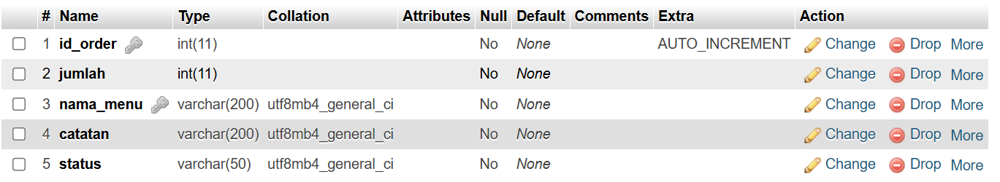 # Name Type Collation Attributes Null Default Comments Extra Action
1 id_order int(11) No None AUTO_INCREMENT Change Drop More
2 jumlah int(11) No None Change Drop More
3 nama_menu varchar(200) utf8mb4_general_ci No None Change Drop More
4 catatan varchar(200) utf8mb4_general_ci No None Change Drop More
5 status varchar(50) utf8mb4_general_ci No None Change Drop More